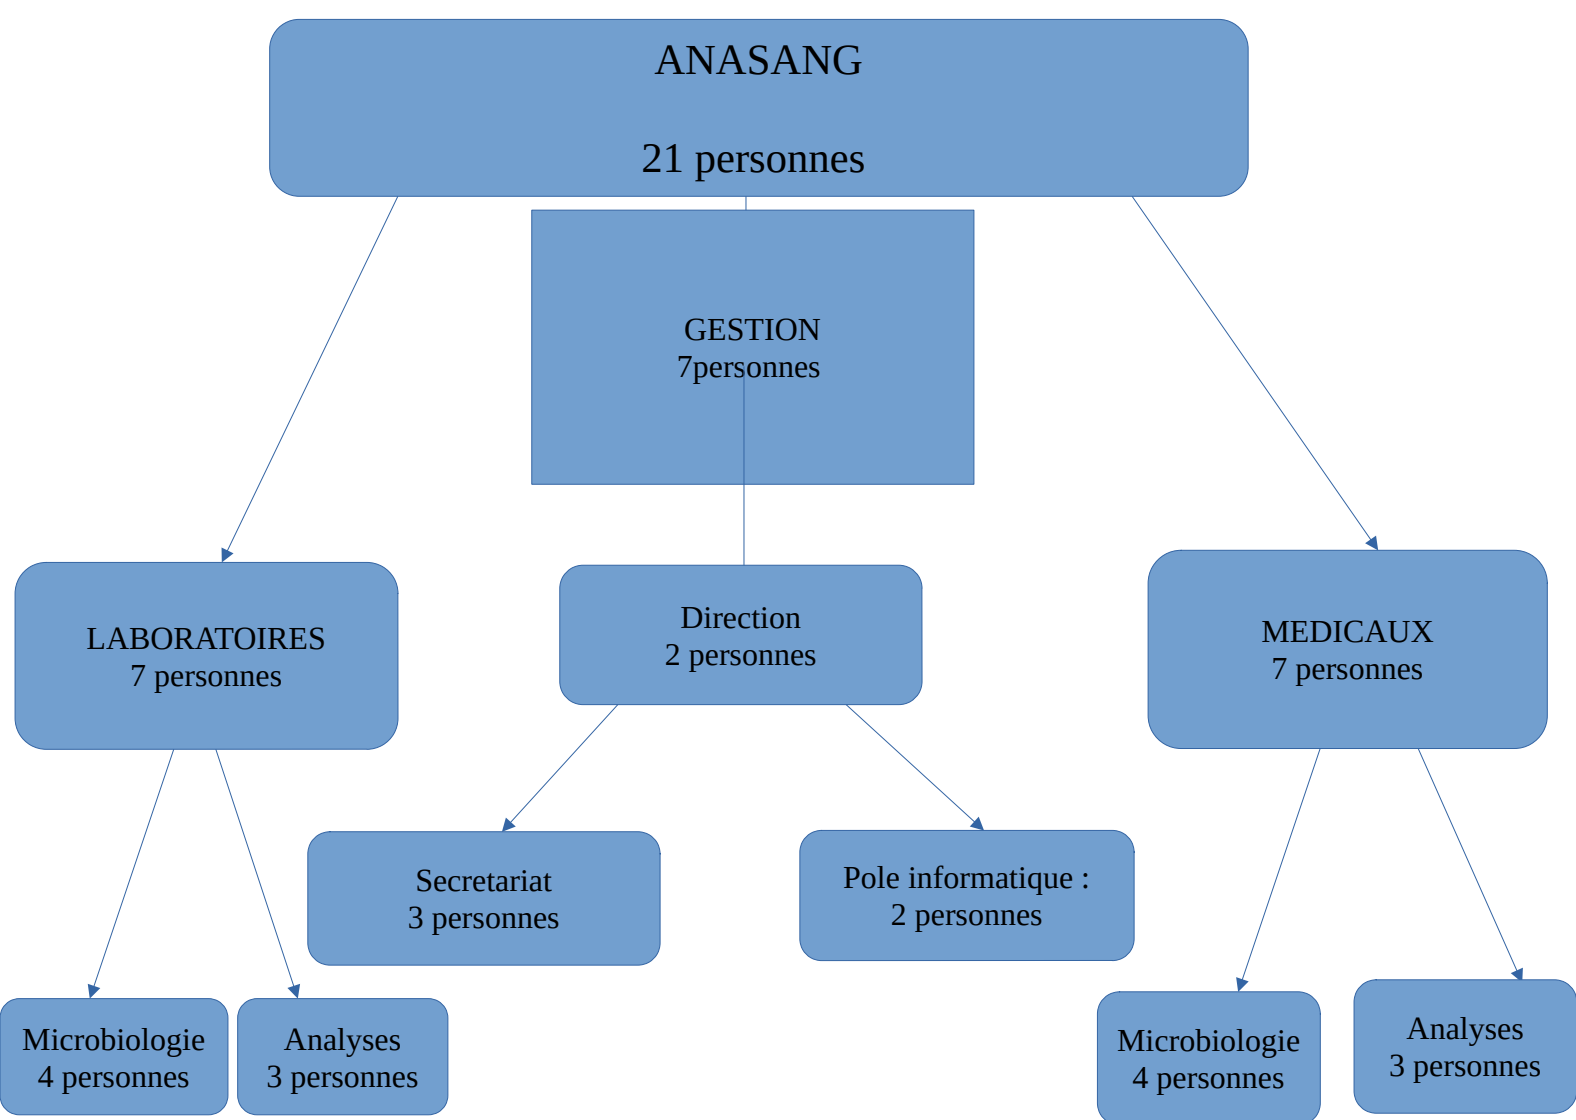 ANASANG
21 personnes
GESTION
7personnes
LABORATOIRES
7 personnes
Direction
2 personnes
MEDICAUX
7 personnes
Secretariat
3 personnes
Pole informatique :
2 personnes
Microbiologie
4 personnes
Analyses
3 personnes
Microbiologie
4 personnes
Analyses
3 personnes